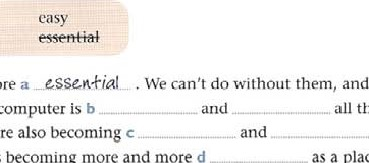 easy
essential
re a essential . We can't do without them, and
computer is b and all th
re also becoming c and
becoming more and more d as a plac